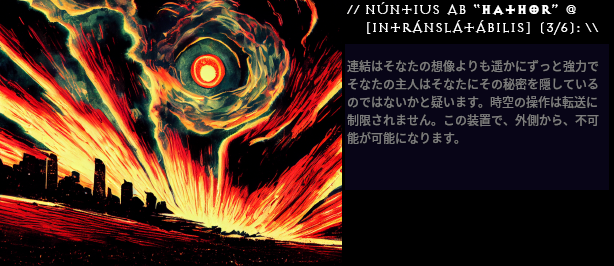 // NÚNTIUS AB "HATHOR" @
[INTRÁNSLÁTÁBILIS] (3/6): \\
連結はそなたの想像よりも遥かにずっと強力で
そなたの主人はそなたにその秘密を隠している
のではないかと疑います。時空の操作は転送に
制限されません。この装置で、外側から、不可
能が可能になります。